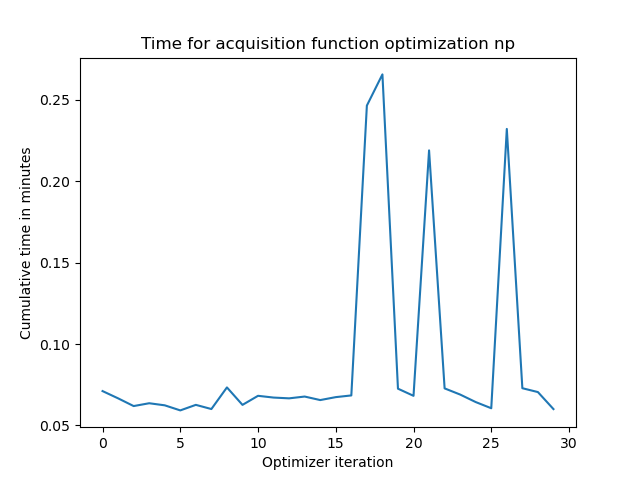 Time for acquisition function optimization np
Cumulative time in minutes
0.25
0.20
0.15
0.10
0.05
0 5 10 15 20 25 30
Optimizer iteration